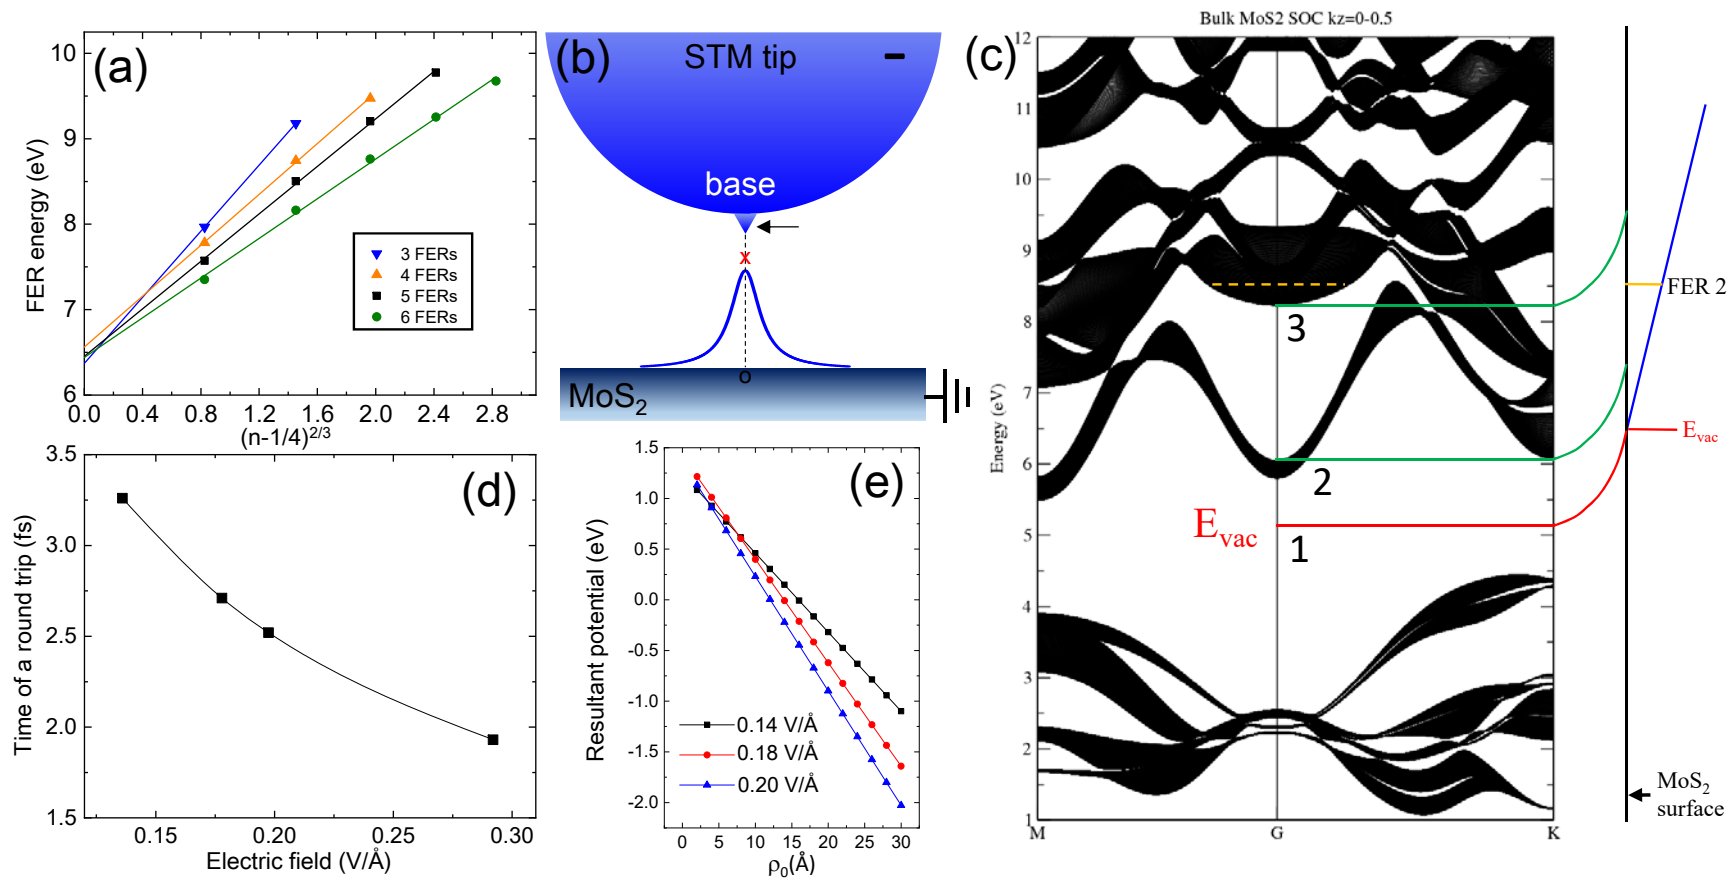 (a)
FER energy (eV)
10
9
8
7
6
3 FERs
4 FERs
5 FERs
6 FERs
0.0 0.4 0.8 1.2 1.6 2.0 2.4 2.8
(n-1/4)2/3
(b)
STM tip
-
base
x
o
MoS2
(c)
Bulk MoS2 SOC kz=0-0.5
Energy (eV)
12
11
10
9
8
7
6
5
4
3
2
1
3
2
Evac
1
M G K
FER 2
Evac
MoS2
surface
(d)
Time of a round trip (fs)
3.5
3.0
2.5
2.0
1.5
0.15 0.20 0.25 0.30
Electric field (V/Å)
(e)
Resultant potential (eV)
1.5
1.0
0.5
0.0
-0.5
-1.0
-1.5
-2.0
0.14 V/Å
0.18 V/Å
0.20 V/Å
0 5 10 15 20 25 30
ρ0(Å)